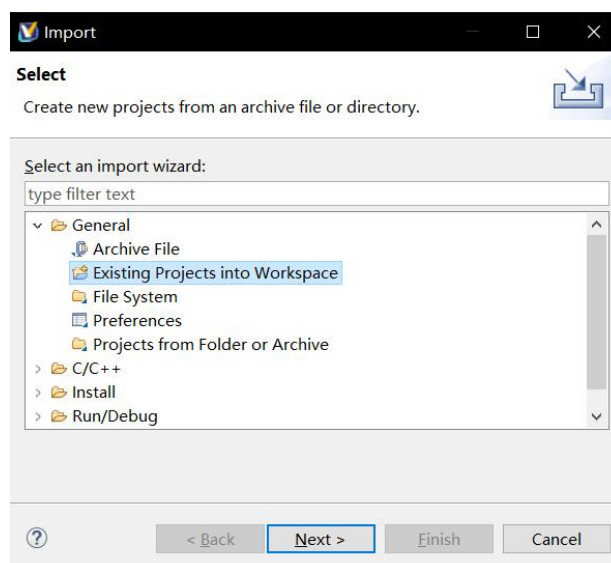 Import
Select
Create new projects from an archive file or directory.
Select an import wizard:
type filter text
General
Archive File
Existing Projects into Workspace
File System
Preferences
Projects from Folder or Archive
C/C++
Install
Run/Debug
? < Back Next > Finish Cancel